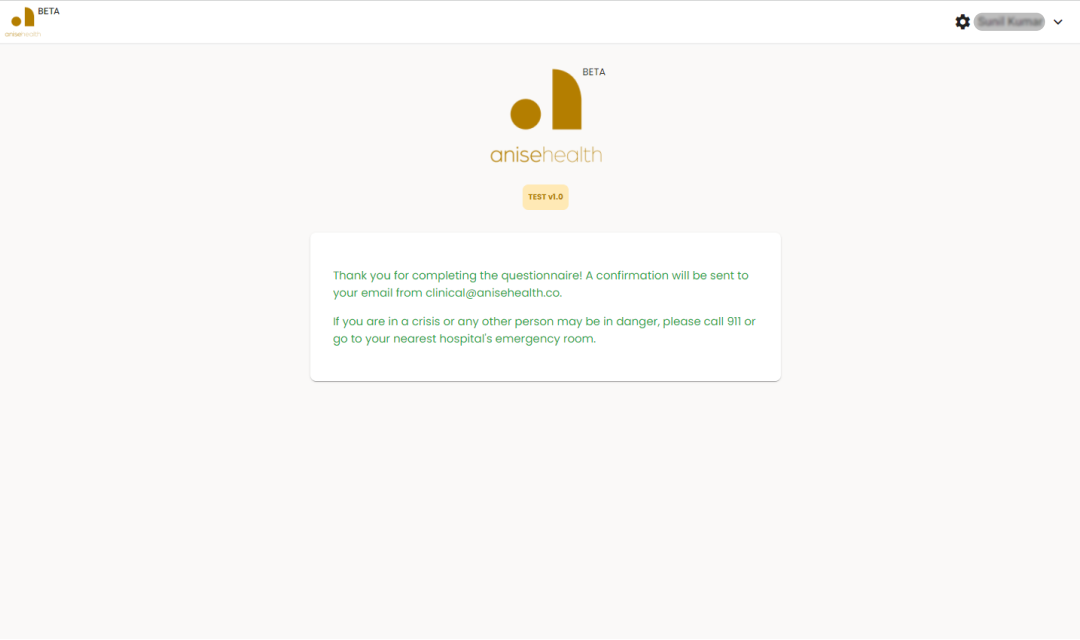 BETA
anisehealth
BETA
anisehealth
TEST v1.0
Thank you for completing the questionnaire! A confirmation will be sent to
your email from clinical@anisehealth.co.
If you are in a crisis or any other person may be in danger, please call 911 or
go to your nearest hospital's emergency room.